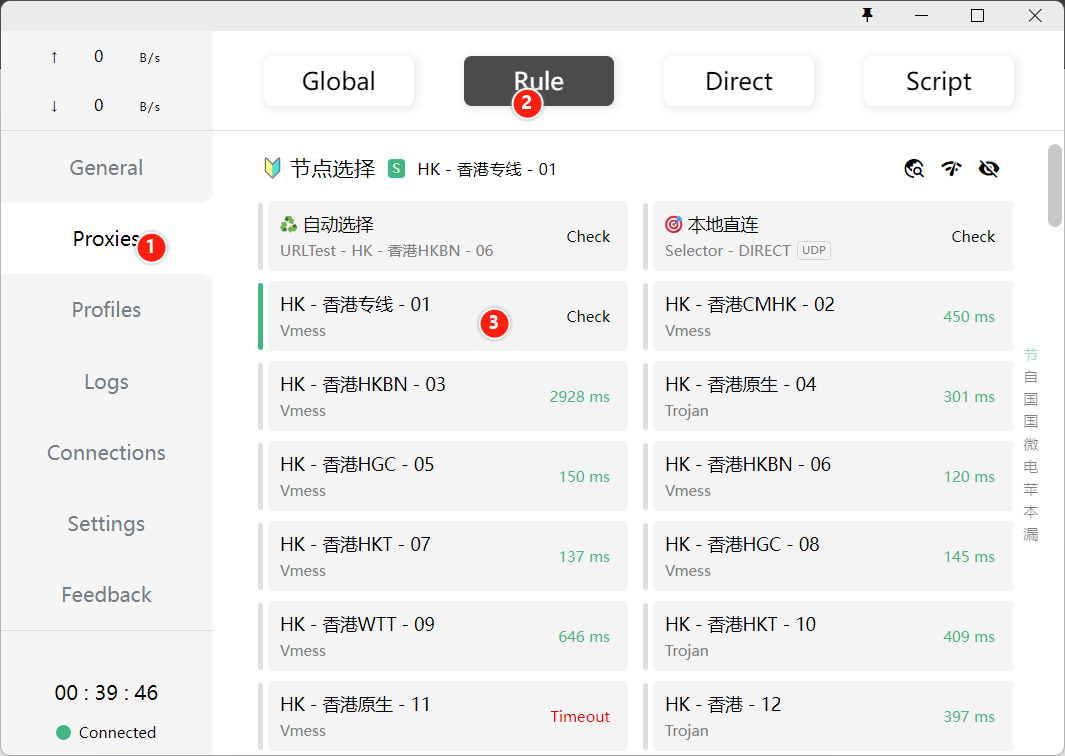 ↑ 0 B/s
↓ 0 B/s
General
Proxies 1
Profiles
Logs
Connections
Settings
Feedback
00 : 39 : 46
Connected
Global Rule Direct Script
2
节点选择 S HK - 香港专线 - 01
自动选择
URLTest - HK - 香港HKBN - 06
Check
本地直连
Selector - DIRECT UDP
Check
HK - 香港专线 - 01
Vmess
3
Check
HK - 香港CMHK - 02
Vmess
450 ms
HK - 香港HKBN - 03
Vmess
2928 ms
HK - 香港原生 - 04
Trojan
301 ms
HK - 香港HGC - 05
Vmess
150 ms
HK - 香港HKBN - 06
Vmess
120 ms
HK - 香港HKT - 07
Vmess
137 ms
HK - 香港HGC - 08
Vmess
145 ms
HK - 香港WTT - 09
Vmess
646 ms
HK - 香港HKT - 10
Trojan
409 ms
HK - 香港原生 - 11
Vmess
Timeout
HK - 香港 - 12
Trojan
397 ms
节
自
国
国
微
电
苹
本
漏